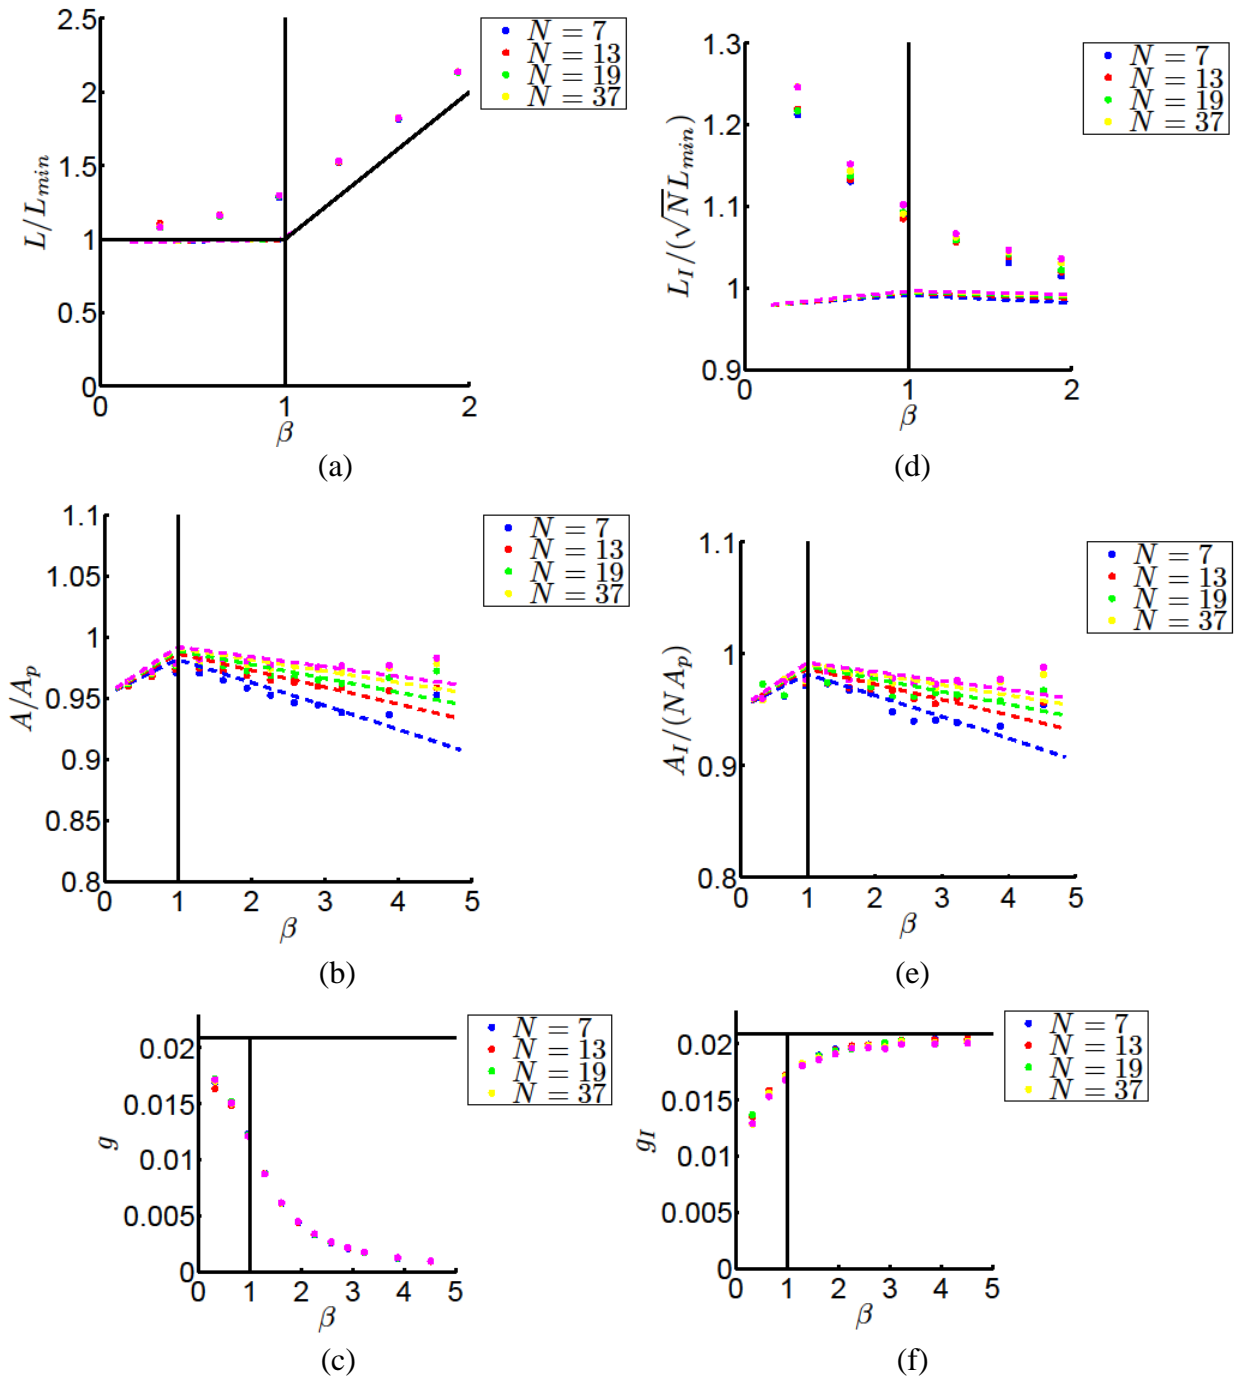 2.5
2
1.5
1
0.5
0
0
1
2
L/L_{min}
β
N = 7
N = 13
N = 19
N = 37
(a)
1.3
1.2
1.1
1
0.9
0
1
2
L_I/(√N L_{min})
β
N = 7
N = 13
N = 19
N = 37
(d)
1.1
1.05
1
0.95
0.9
0.85
0.8
0 1 2 3 4 5
A/A_p
β
N = 7
N = 13
N = 19
N = 37
(b)
1.1
1
0.9
0.8
0 1 2 3 4 5
A_I/(NA_p)
β
N = 7
N = 13
N = 19
N = 37
(e)
0.02
0.015
0.01
0.005
0
0 1 2 3 4 5
g
β
N = 7
N = 13
N = 19
N = 37
(c)
0.02
0.015
0.01
0.005
0
0 1 2 3 4 5
g_I
β
N = 7
N = 13
N = 19
N = 37
(f)